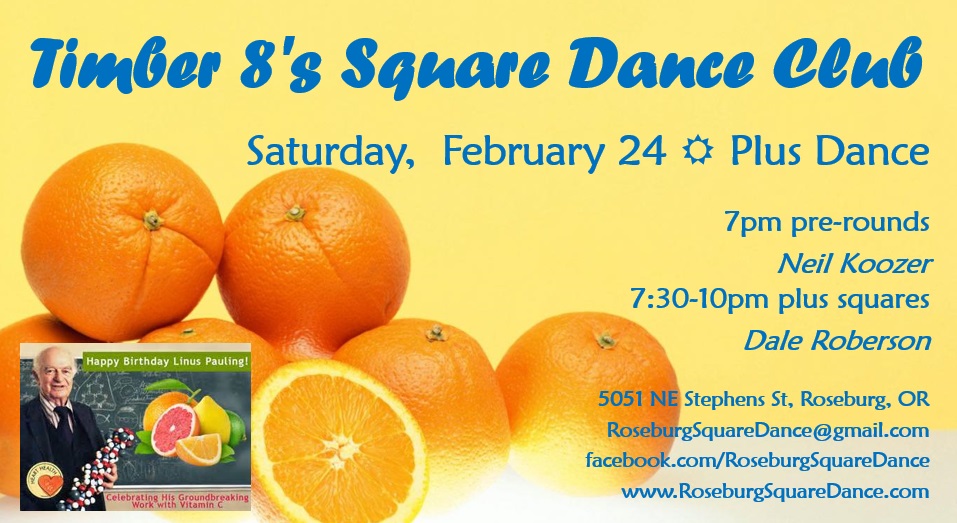 Timber 8's Square Dance Club
Saturday, February 24 ☼ Plus Dance
7pm pre-rounds
Neil Koozer
7:30-10pm plus squares
Dale Roberson
5051 NE Stephens St, Roseburg, OR
RoseburgSquareDance@gmail.com
facebook.com/RoseburgSquareDance
www.RoseburgSquareDance.com
Happy Birthday Linus Pauling!
HEART HEALTH
Celebrating His Groundbreaking
Work with Vitamin C